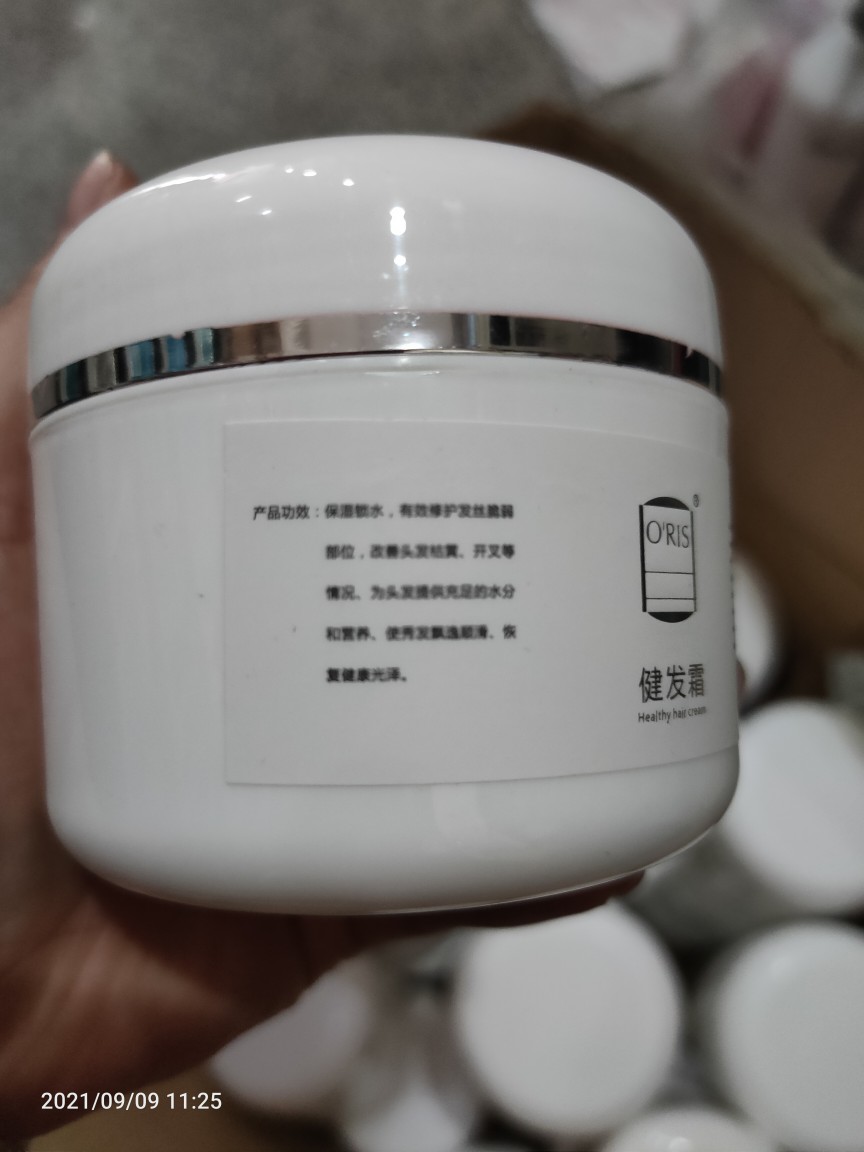 产品功效：保湿锁水，有效修护发丝脆弱
部位，改善头发枯黄、开叉等
情况、为头发提供充足的水分
和营养、使秀发飘逸顺滑、恢
复健康光泽。
®
O'RIS
健发霜
Healthy hair cream
2021/09/09 11:25